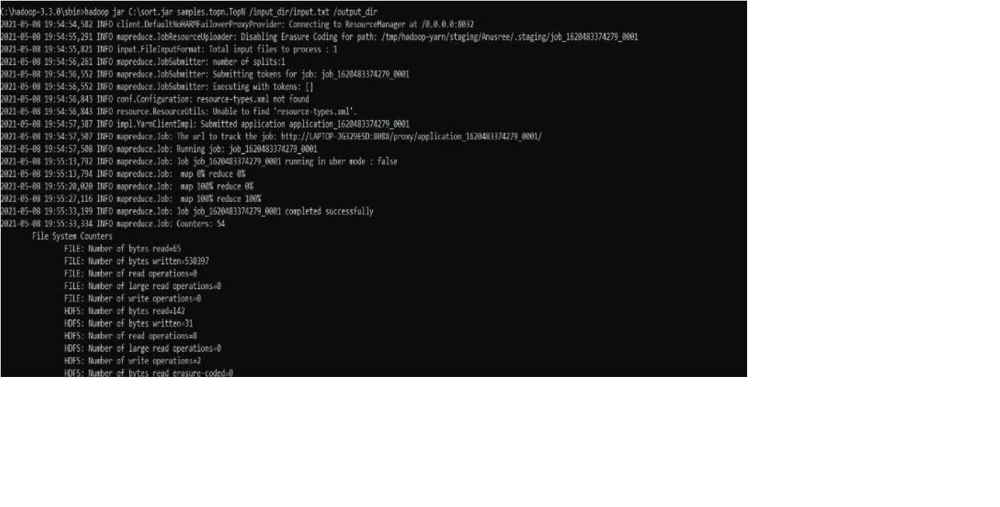 C:\hadoop-3.3.0\sbin>hadoop jar C:\sort.jar samples.topn.TopN /input_dir/input.txt /output_dir
2021-05-08 19:54:54,582 INFO client.DefaultNoHARMFailoverProxyProvider: Connecting to ResourceManager at /0.0.0.0:8032
2021-05-08 19:54:55,291 INFO mapreduce.JobResourceUploader: Disabling Erasure Coding for path: /tmp/hadoop-yarn/staging/Anusree/.staging/job_1620483374279_0001
2021-05-08 19:54:55,821 INFO input.FileInputFormat: Total input files to process : 1
2021-05-08 19:54:56,261 INFO mapreduce.JobSubmitter: number of splits:1
2021-05-08 19:54:56,552 INFO mapreduce.JobSubmitter: Submitting tokens for job: job_1620483374279_0001
2021-05-08 19:54:56,552 INFO mapreduce.JobSubmitter: Executing with tokens: []
2021-05-08 19:54:56,843 INFO conf.Configuration: resource-types.xml not found
2021-05-08 19:54:56,843 INFO resource.ResourceUtils: Unable to find 'resource-types.xml'.
2021-05-08 19:54:57,387 INFO impl.YarnClientImpl: Submitted application application_1620483374279_0001
2021-05-08 19:54:57,507 INFO mapreduce.Job: The url to track the job: http://LAPTOP-JG329ESD:8088/proxy/application_1620483374279_0001/
2021-05-08 19:54:57,508 INFO mapreduce.Job: Running job: job_1620483374279_0001
2021-05-08 19:55:13,792 INFO mapreduce.Job: Job job_1620483374279_0001 running in uber mode : false
2021-05-08 19:55:13,794 INFO mapreduce.Job:  map 0% reduce 0%
2021-05-08 19:55:20,020 INFO mapreduce.Job:  map 100% reduce 0%
2021-05-08 19:55:27,116 INFO mapreduce.Job:  map 100% reduce 100%
2021-05-08 19:55:33,199 INFO mapreduce.Job: Job job_1620483374279_0001 completed successfully
2021-05-08 19:55:33,334 INFO mapreduce.Job: Counters: 54
File System Counters
FILE: Number of bytes read=65
FILE: Number of bytes written=530397
FILE: Number of read operations=0
FILE: Number of large read operations=0
FILE: Number of write operations=0
HDFS: Number of bytes read=142
HDFS: Number of bytes written=31
HDFS: Number of read operations=8
HDFS: Number of large read operations=0
HDFS: Number of write operations=2
HDFS: Number of bytes read erasure-coded=0